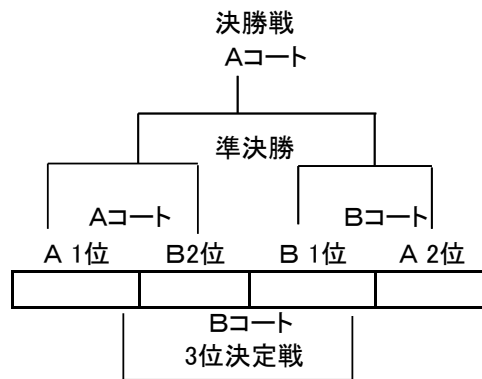 決勝戦
Aコート
準決勝
Aコート Bコート
A 1位 B2位 B 1位 A 2位
Bコート
3位決定戦